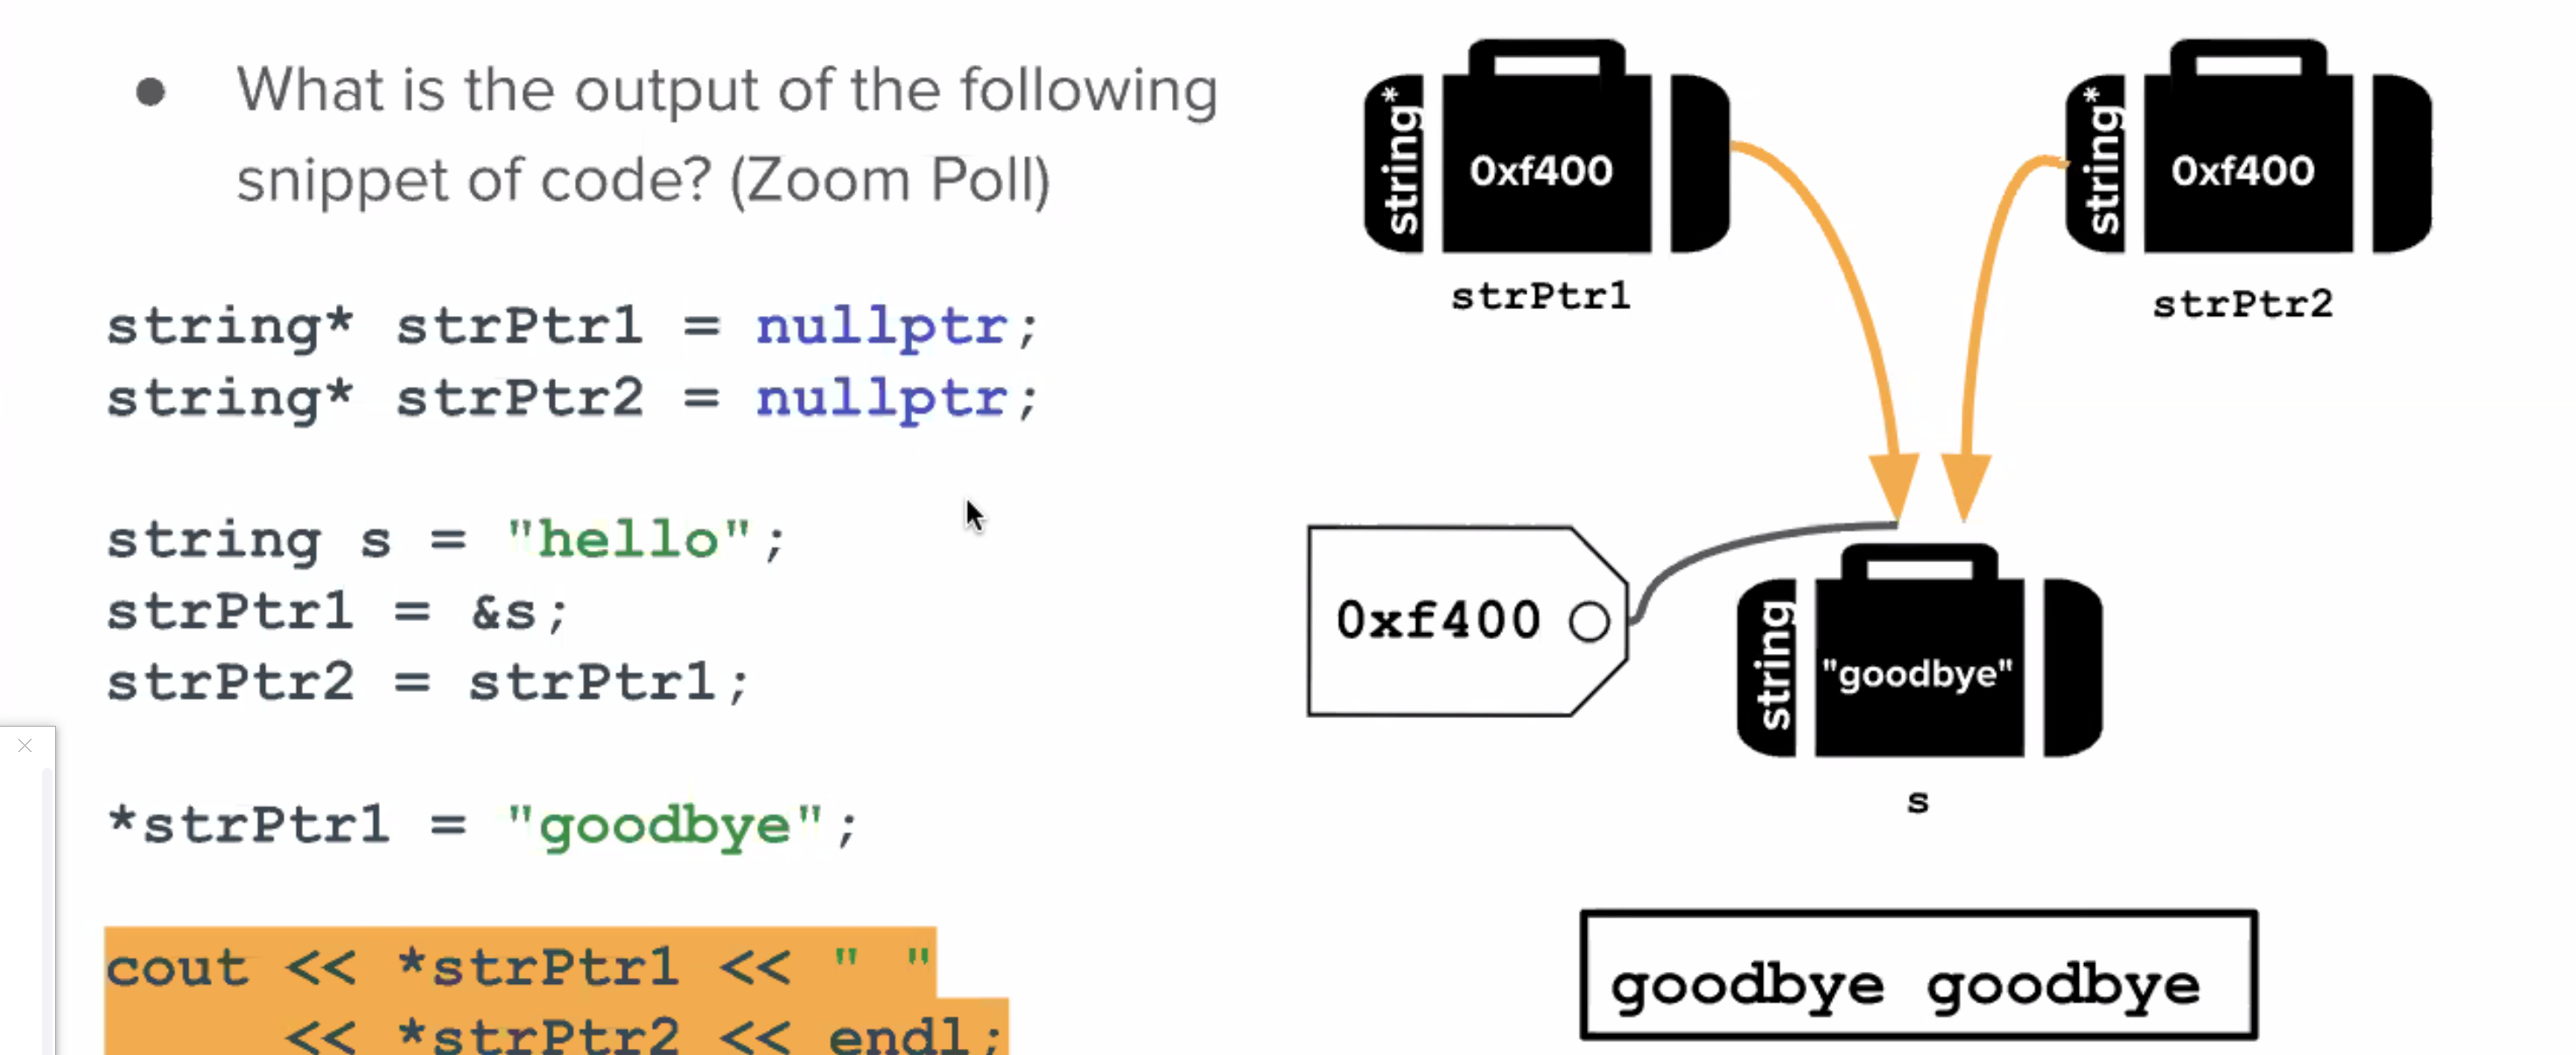 ● What is the output of the following
snippet of code? (Zoom Poll)
string* strPtr1 = nullptr;
string* strPtr2 = nullptr;
string s = "hello";
strPtr1 = &s;
strPtr2 = strPtr1;
*strPtr1 = "goodbye";
cout << *strPtr1 << " "
<< *strPtr2 << endl;
string*
0xf400
strPtr1
string*
0xf400
strPtr2
0xf400
string
"goodbye"
s
goodbye goodbye